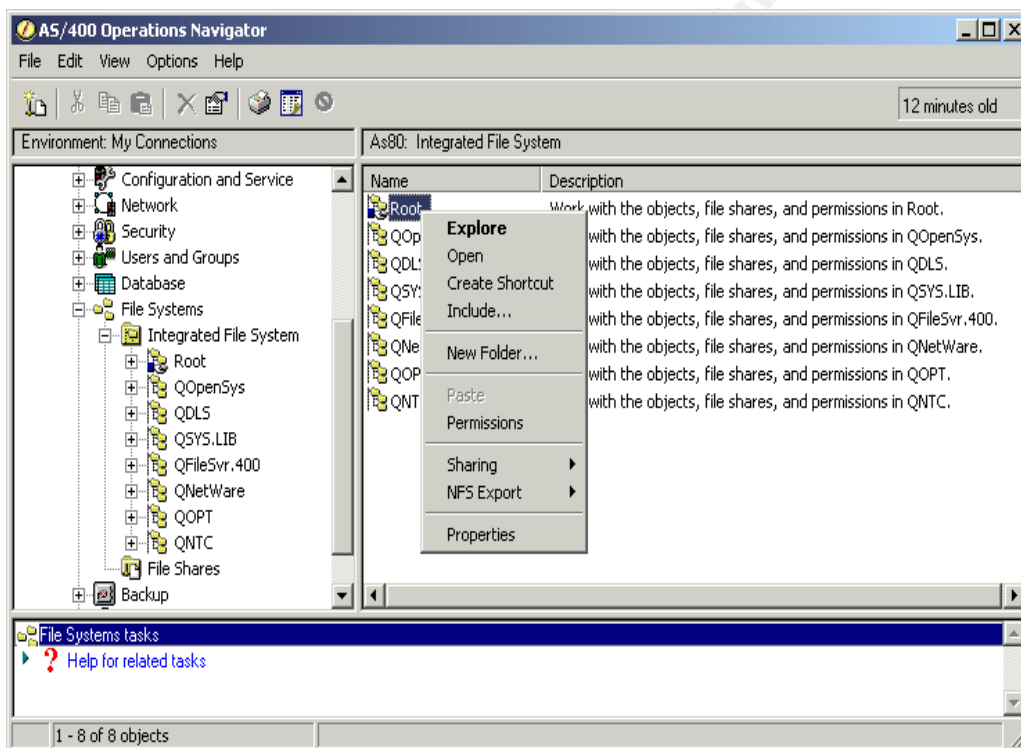 AS/400 Operations Navigator
File Edit View Options Help
12 minutes old
Environment: My Connections
As80: Integrated File System
Configuration and Service
Network
Security
Users and Groups
Database
File Systems
Integrated File System
Root
QOpenSys
QDLS
QSYS.LIB
QFileSvr.400
QNetWare
QOPT
QNTC
File Shares
Backup
Name Description
Root Work with the objects, file shares, and permissions in Root.
QOp with the objects, file shares, and permissions in QOpenSys.
QDL with the objects, file shares, and permissions in QDLS.
QSY with the objects, file shares, and permissions in QSYS.LIB.
QFile with the objects, file shares, and permissions in QFileSvr.400.
QNe with the objects, file shares, and permissions in QNetWare.
QOP with the objects, file shares, and permissions in QOPT.
QNT with the objects, file shares, and permissions in QNTC.
Explore
Open
Create Shortcut
Include...
New Folder...
Paste
Permissions
Sharing
NFS Export
Properties
File Systems tasks
? Help for related tasks
1 - 8 of 8 objects